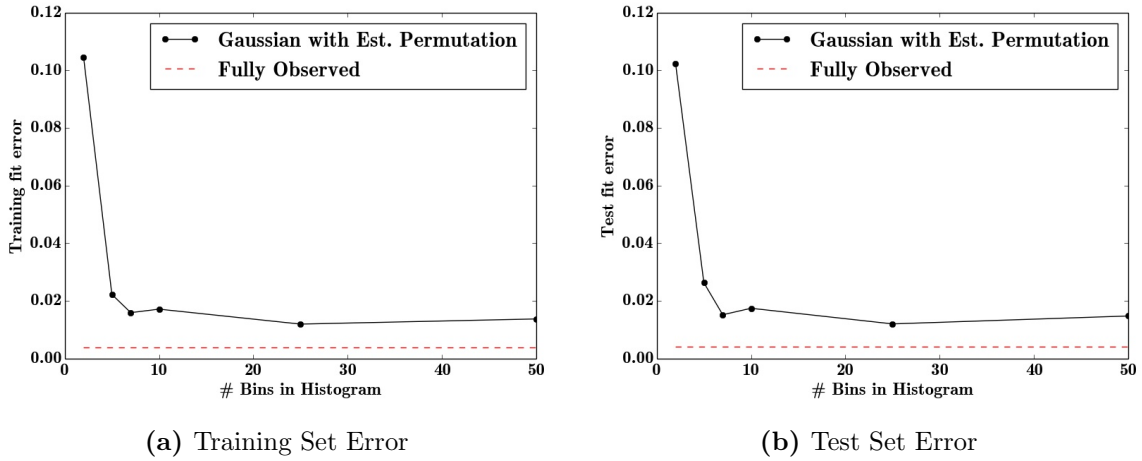 0.12
0.10
0.08
0.06
0.04
0.02
0.00
Training fit error
Gaussian with Est. Permutation
Fully Observed
0 10 20 30 40 50
# Bins in Histogram
(a) Training Set Error
0.12
0.10
0.08
0.06
0.04
0.02
0.00
Test fit error
Gaussian with Est. Permutation
Fully Observed
0 10 20 30 40 50
# Bins in Histogram
(b) Test Set Error